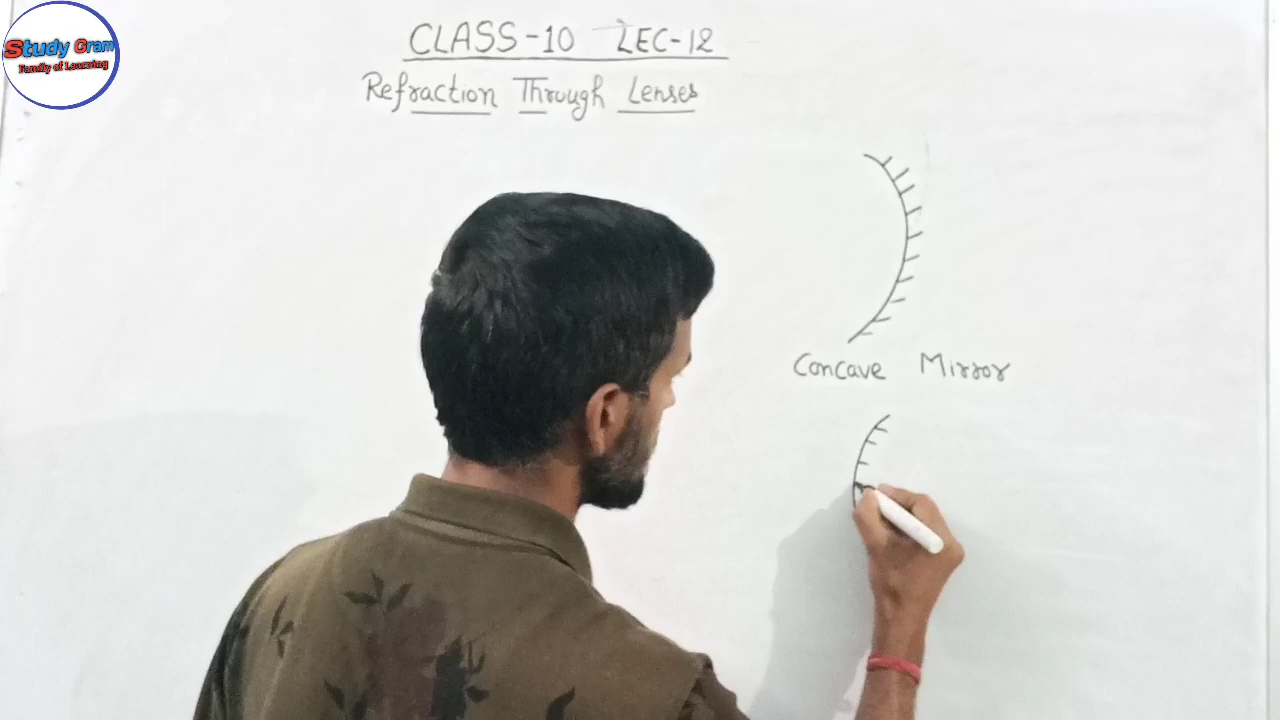 Study Gram
Family of Learning
CLASS-10 LEC-12
Refraction Through Lenses
Concave Mirror